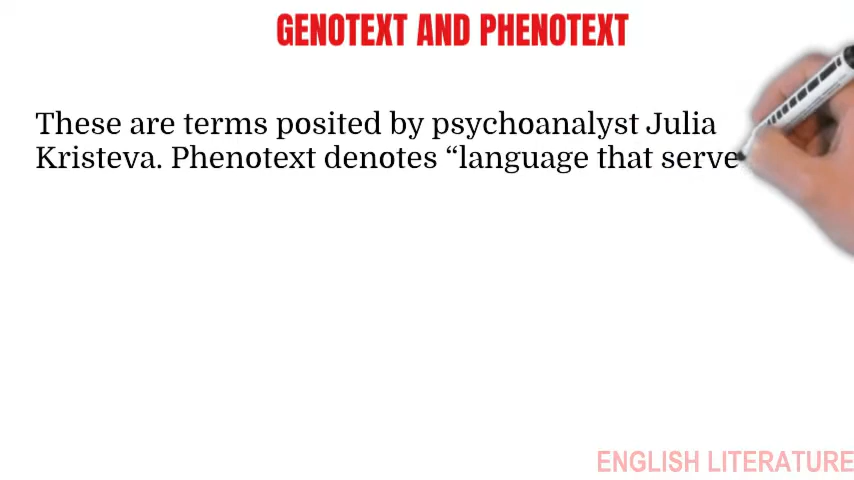 GENOTEXT AND PHENOTEXT
These are terms posited by psychoanalyst Julia
Kristeva. Phenotext denotes “language that serve
ENGLISH LITERATURE